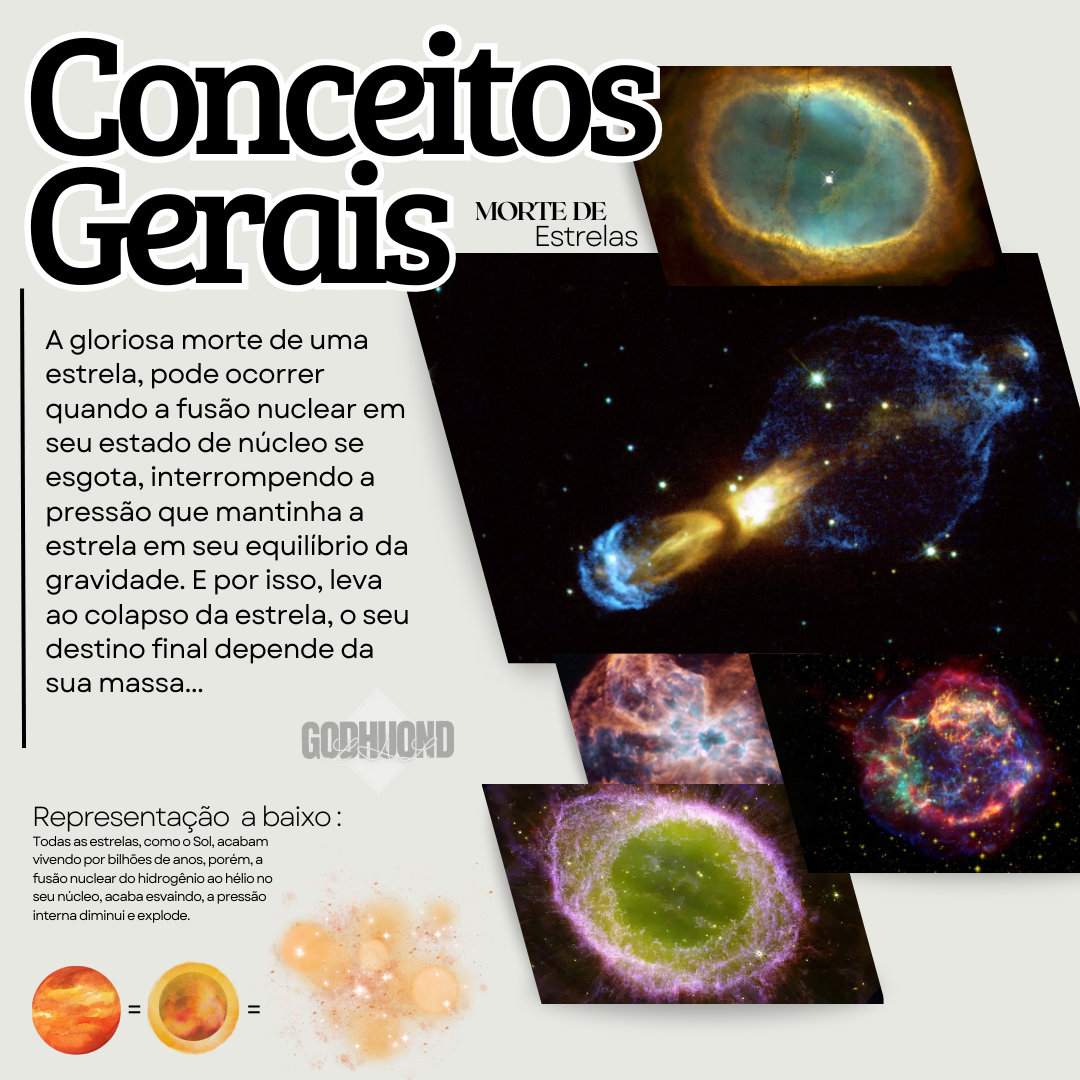 Conceitos
Gerais
MORTE DE
Estrelas
A gloriosa morte de uma
estrela, pode ocorrer
quando a fusão nuclear em
seu estado de núcleo se
esgota, interrompendo a
pressão que mantinha a
estrela em seu equilíbrio da
gravidade. E por isso, leva
ao colapso da estrela, o seu
destino final depende da
sua massa...
GODHUOND
Representação a baixo :
Todas as estrelas, como o Sol, acabam
vivendo por bilhões de anos, porém, a
fusão nuclear do hidrogênio ao hélio no
seu núcleo, acaba esvaindo, a pressão
interna diminui e explode.
= =